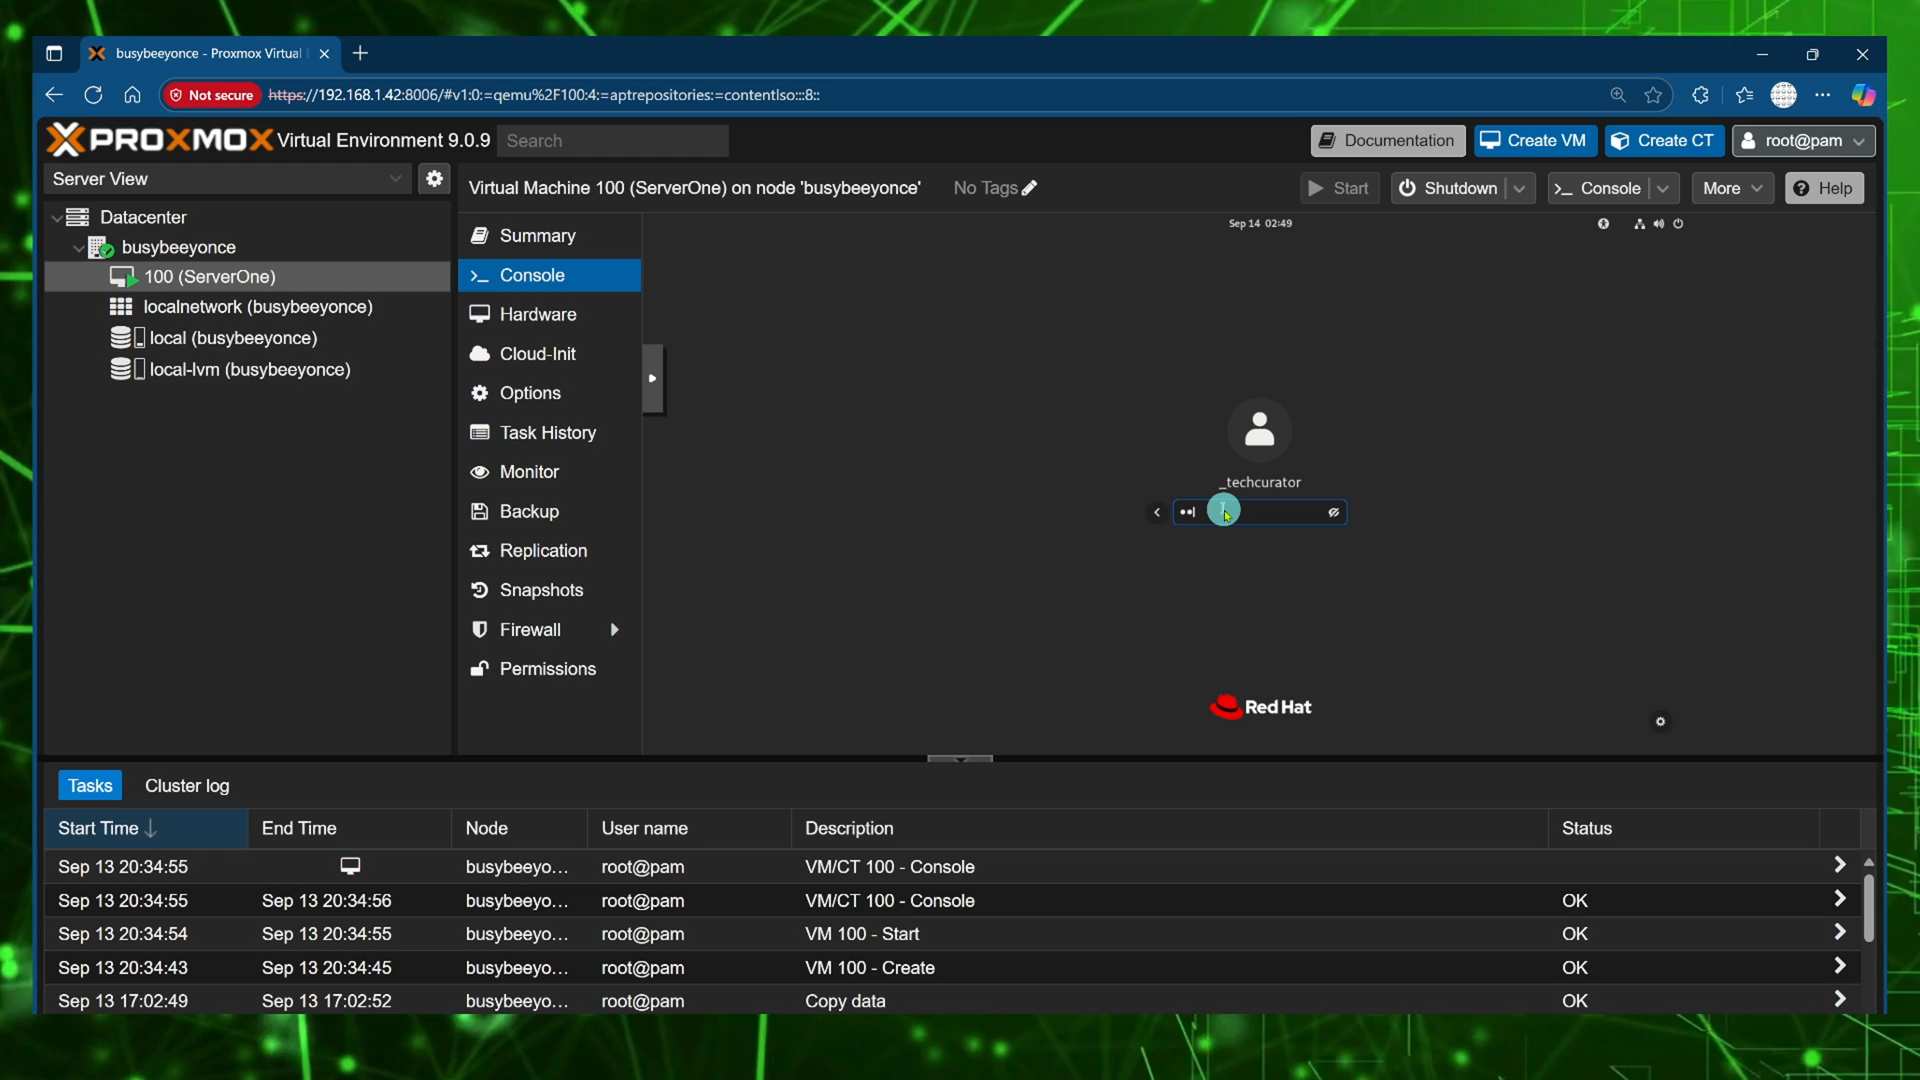 busybeeyonce - Proxmox Virtual
Not secure https://192.168.1.42:8006/#v1:0:=qemu%2F100:4:=aptrepositories:=contentIso:::8::
PROXMOX Virtual Environment 9.0.9 Search Documentation Create VM Create CT root@pam
Server View
Virtual Machine 100 (ServerOne) on node 'busybeeyonce' No Tags Start Shutdown Console More Help
Datacenter
busybeeyonce
100 (ServerOne)
localnetwork (busybeeyonce)
local (busybeeyonce)
local-lvm (busybeeyonce)
Summary
Console
Hardware
Cloud-Init
Options
Task History
Monitor
Backup
Replication
Snapshots
Firewall
Permissions
Sep 14 02:49
_techcurator
Red Hat
Tasks Cluster log
Start Time End Time Node User name Description Status
Sep 13 20:34:55 busybeeyo... root@pam VM/CT 100 - Console
Sep 13 20:34:55 Sep 13 20:34:56 busybeeyo... root@pam VM/CT 100 - Console OK
Sep 13 20:34:54 Sep 13 20:34:55 busybeeyo... root@pam VM 100 - Start OK
Sep 13 20:34:43 Sep 13 20:34:45 busybeeyo... root@pam VM 100 - Create OK
Sep 13 17:02:49 Sep 13 17:02:52 busybeeyo... root@pam Copy data OK